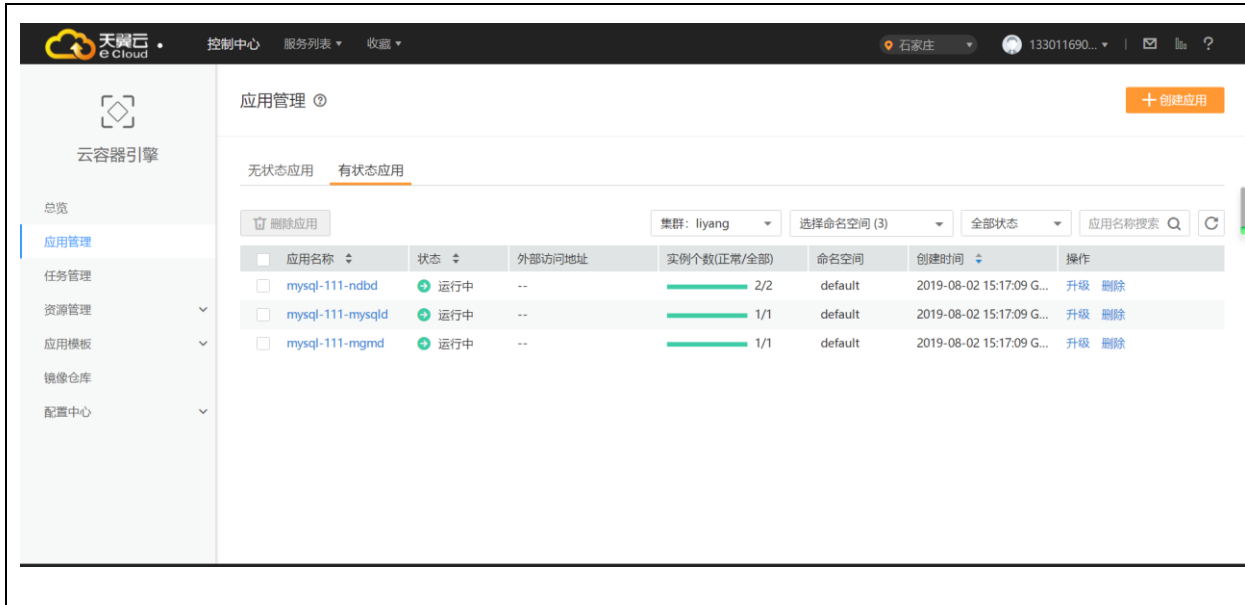 天翼云 e Cloud 控制中心 服务列表 收藏 石家庄 133011690... ?
云容器引擎
总览
应用管理
任务管理
资源管理
应用模板
镜像仓库
配置中心
应用管理 ?
+ 创建应用
无状态应用 有状态应用
删除应用 集群：liyang 选择命名空间 (3) 全部状态 应用名称搜索
应用名称 状态 外部访问地址 实例个数(正常/全部) 命名空间 创建时间 操作
mysql-111-ndbd 运行中 -- 2/2 default 2019-08-02 15:17:09 G... 升级 删除
mysql-111-mysqld 运行中 -- 1/1 default 2019-08-02 15:17:09 G... 升级 删除
mysql-111-mgmd 运行中 -- 1/1 default 2019-08-02 15:17:09 G... 升级 删除